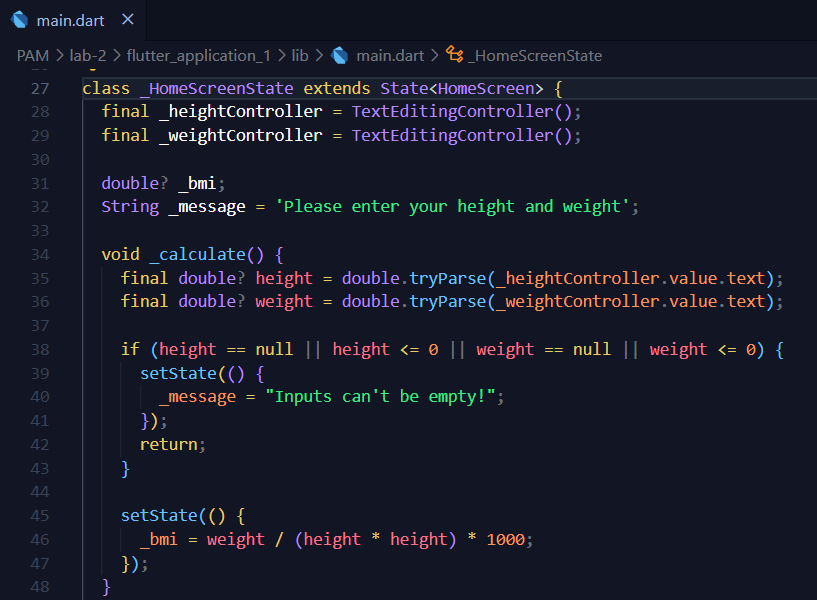 main.dart ×
PAM > lab-2 > flutter_application_1 > lib > main.dart > _HomeScreenState
27 class _HomeScreenState extends State<HomeScreen> {
28 final _heightController = TextEditingController();
29 final _weightController = TextEditingController();
30
31 double? _bmi;
32 String _message = 'Please enter your height and weight';
33
34 void _calculate() {
35 final double? height = double.tryParse(_heightController.value.text);
36 final double? weight = double.tryParse(_weightController.value.text);
37
38 if (height == null || height <= 0 || weight == null || weight <= 0) {
39 setState(() {
40 _message = "Inputs can't be empty!";
41 });
42 return;
43 }
44
45 setState(() {
46 _bmi = weight / (height * height) * 1000;
47 });
48 }